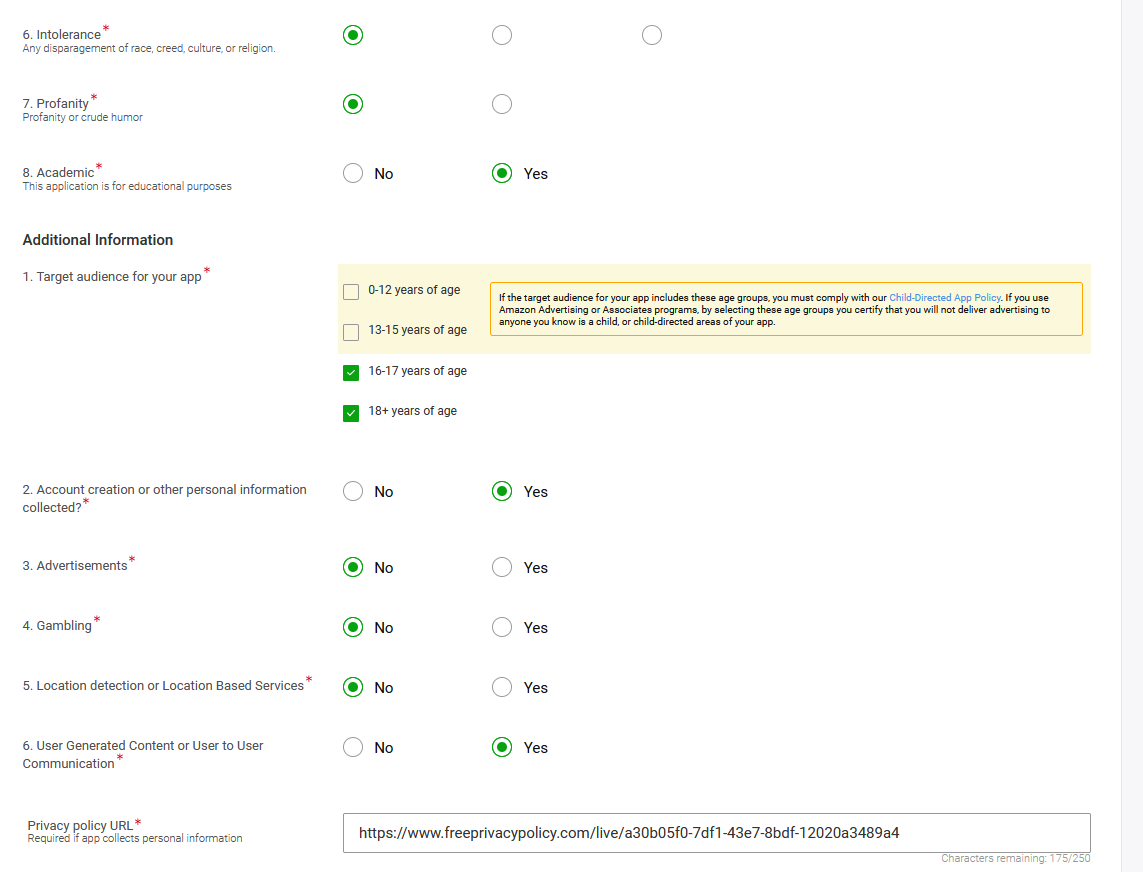 6. Intolerance*
Any disparagement of race, creed, culture, or religion.
7. Profanity*
Profanity or crude humor
8. Academic*
This application is for educational purposes
No
Yes
Additional Information
1. Target audience for your app*
0-12 years of age
13-15 years of age
If the target audience for your app includes these age groups, you must comply with our Child-Directed App Policy. If you use
Amazon Advertising or Associates programs, by selecting these age groups you certify that you will not deliver advertising to
anyone you know is a child, or child-directed areas of your app.
16-17 years of age
18+ years of age
2. Account creation or other personal information
collected?*
No
Yes
3. Advertisements*
No
Yes
4. Gambling*
No
Yes
5. Location detection or Location Based Services*
No
Yes
6. User Generated Content or User to User
Communication*
No
Yes
Privacy policy URL*
Required if app collects personal information
https://www.freeprivacypolicy.com/live/a30b05f0-7df1-43e7-8bdf-12020a3489a4
Characters remaining: 175/250